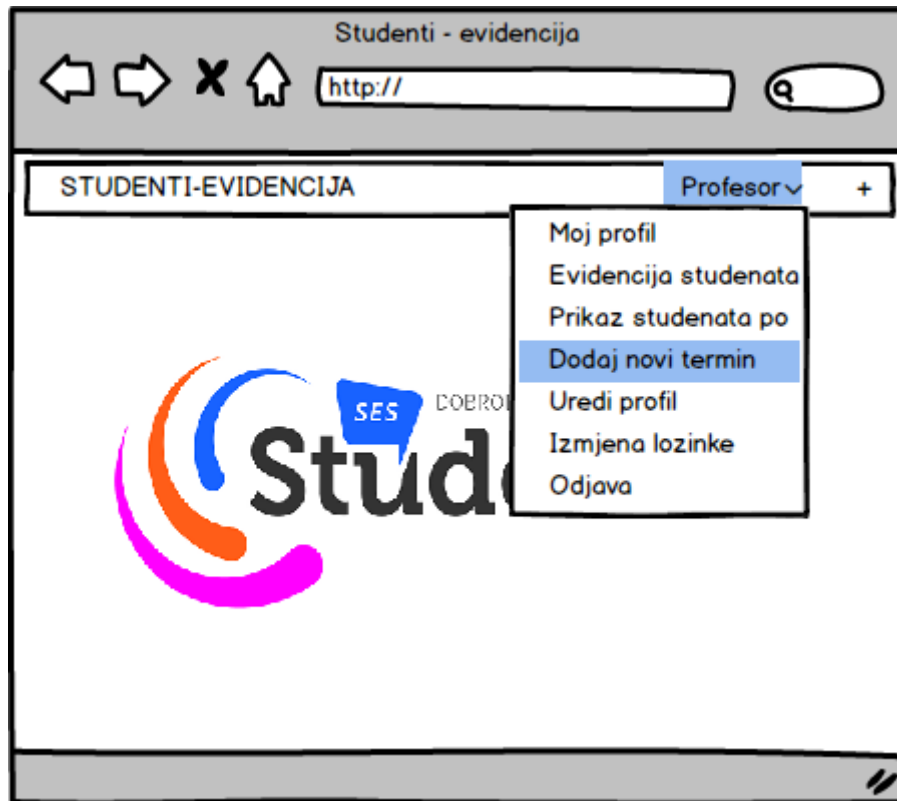 Studenti - evidencija
http://
STUDENTI-EVIDENCIJA Profesor +
Moj profil
Evidencija studenata
Prikaz studenata po
Dodaj novi termin
Uredi profil
Izmjena lozinke
Odjava
SES